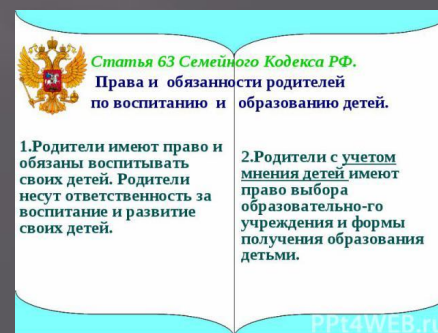 Статья 63 Семейного Кодекса РФ.
Права и обязанности родителей
по воспитанию и образованию детей.
1.Родители имеют право и
обязаны воспитывать
своих детей. Родители
несут ответственность за
воспитание и развитие
своих детей.
2.Родители с учетом
мнения детей имеют
право выбора
образовательно-го
учреждения и формы
получения образования
детьми.
PPt4WEB.ru